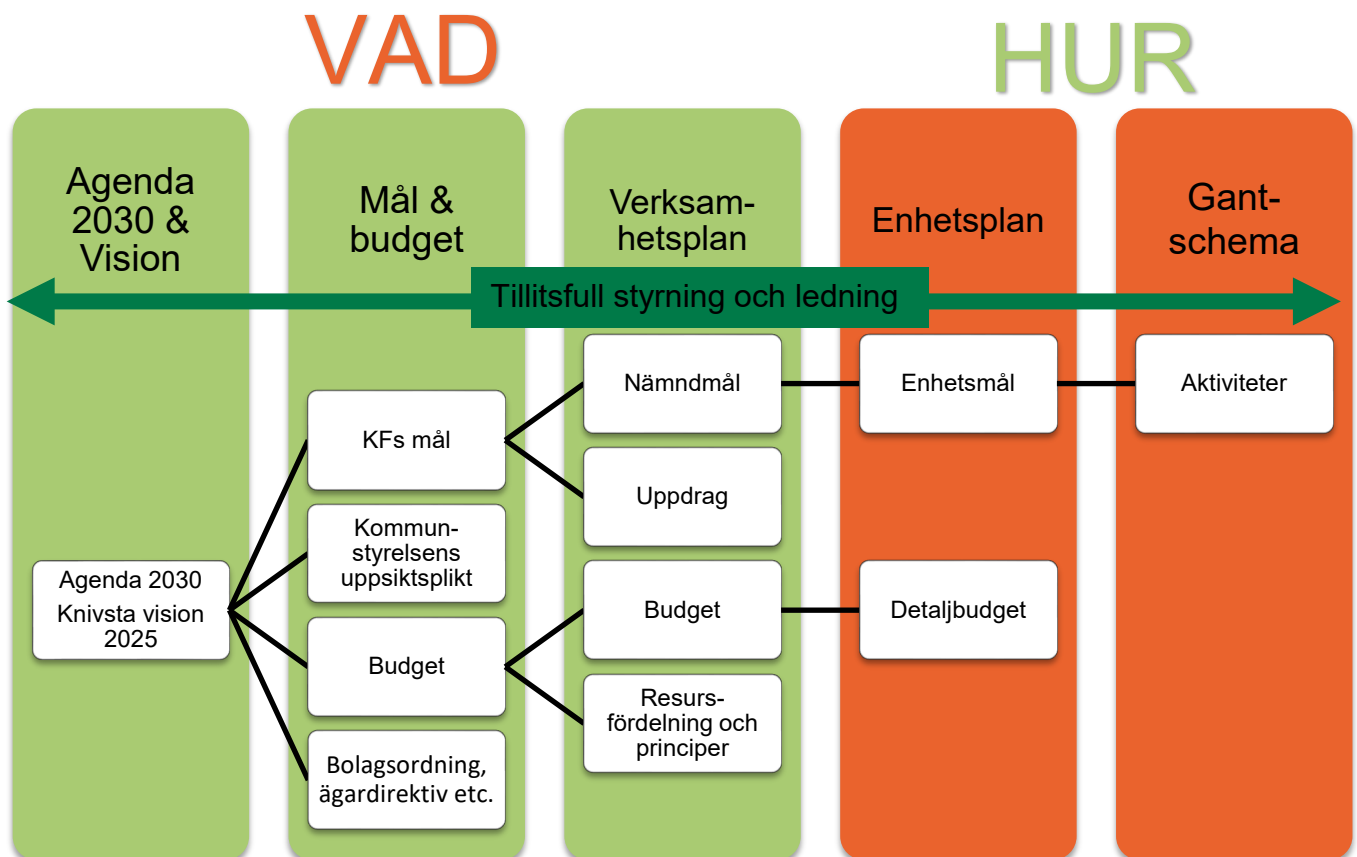 VAD
HUR
Agenda
2030 &
Vision
Mål &
budget
Verksam-
hetsplan
Enhetsplan
Gant-
schema
Tillitsfull styrning och ledning
Agenda 2030
Knivsta vision
2025
KFs mål
Kommun-
styrelsens
uppsiktsplikt
Budget
Bolagsordning,
ägardirektiv etc.
Nämndmål
Uppdrag
Budget
Resurs-
fördelning och
principer
Enhetsmål
Detaljbudget
Aktiviteter